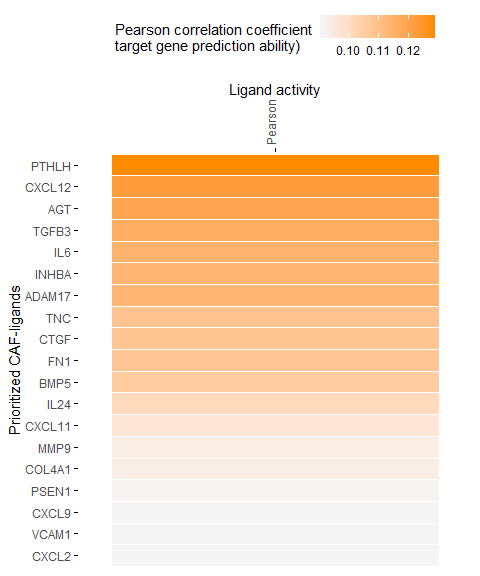 Pearson correlation coefficient
target gene prediction ability)
0.10 0.11 0.12
Ligand activity
Pearson
Prioritized CAF-ligands
PTHLH
CXCL12
AGT
TGFB3
IL6
INHBA
ADAM17
TNC
CTGF
FN1
BMP5
IL24
CXCL11
MMP9
COL4A1
PSEN1
CXCL9
VCAM1
CXCL2